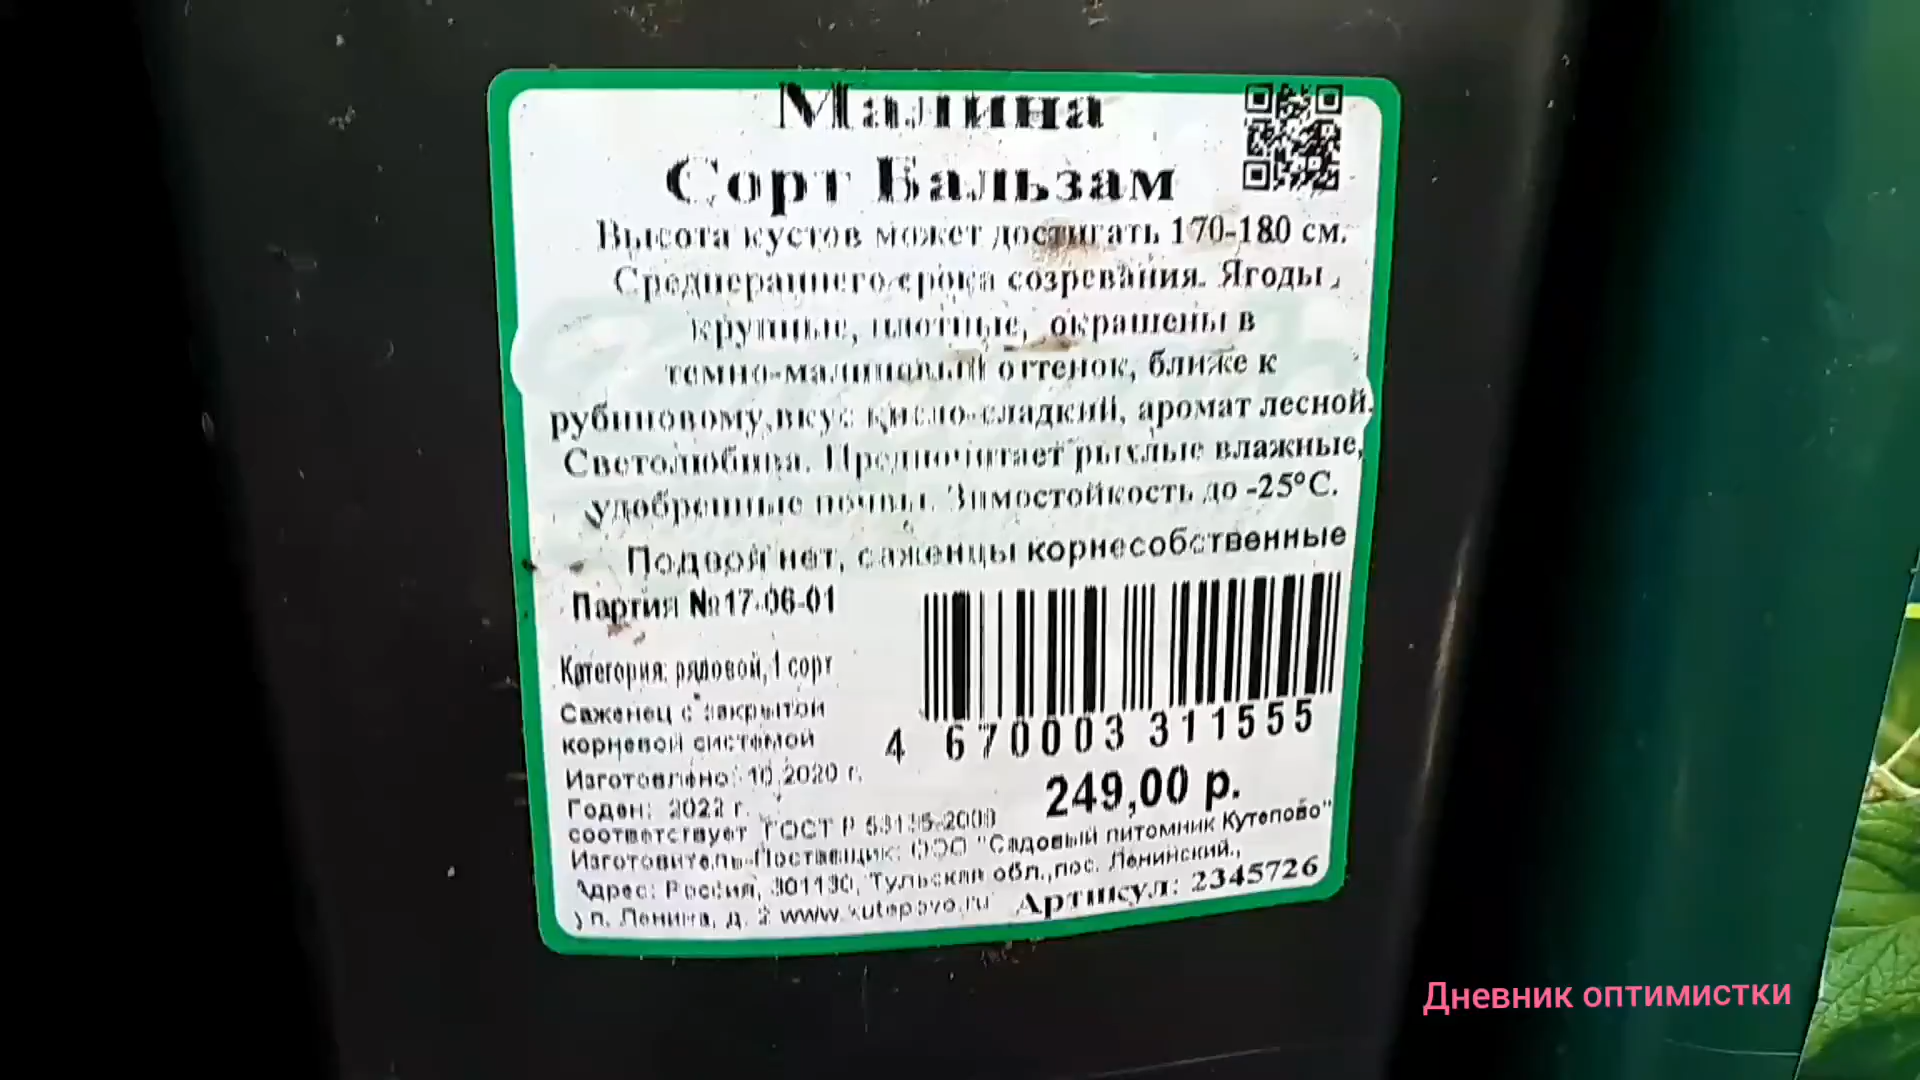 Малина
Сорт Бальзам
Высота кустов может достигать 170-180 см.
Среднераннего срока созревания. Ягоды
крупные, плотные, окрашены в
темно-малиновый оттенок, ближе к
рубиновому,вкус кисло-сладкий, аромат лесной.
Светолюбива. Предпочитает рыхлые влажные,
удобренные почвы. Зимостойкость до -25°С.
Подвоя нет, саженцы корнесобственные
Партия №17-06-01
Категория: рядовой, 1 сорт
Саженец с закрытой
корневой системой
Изготовлено: 10.2020 г.
Годен: 2022 г.
соответствует ГОСТ Р 53135-2008
4 670003 311555
249,00 р.
Изготовитель-Поставщик: ООО "Садовый питомник Кутепово"
Адрес: Россия, 301130, Тульская обл.,пос. Ленинский.,
ул. Ленина, д. 2 www.kutepovo.ru
Артикул: 2345726
Дневник оптимистки